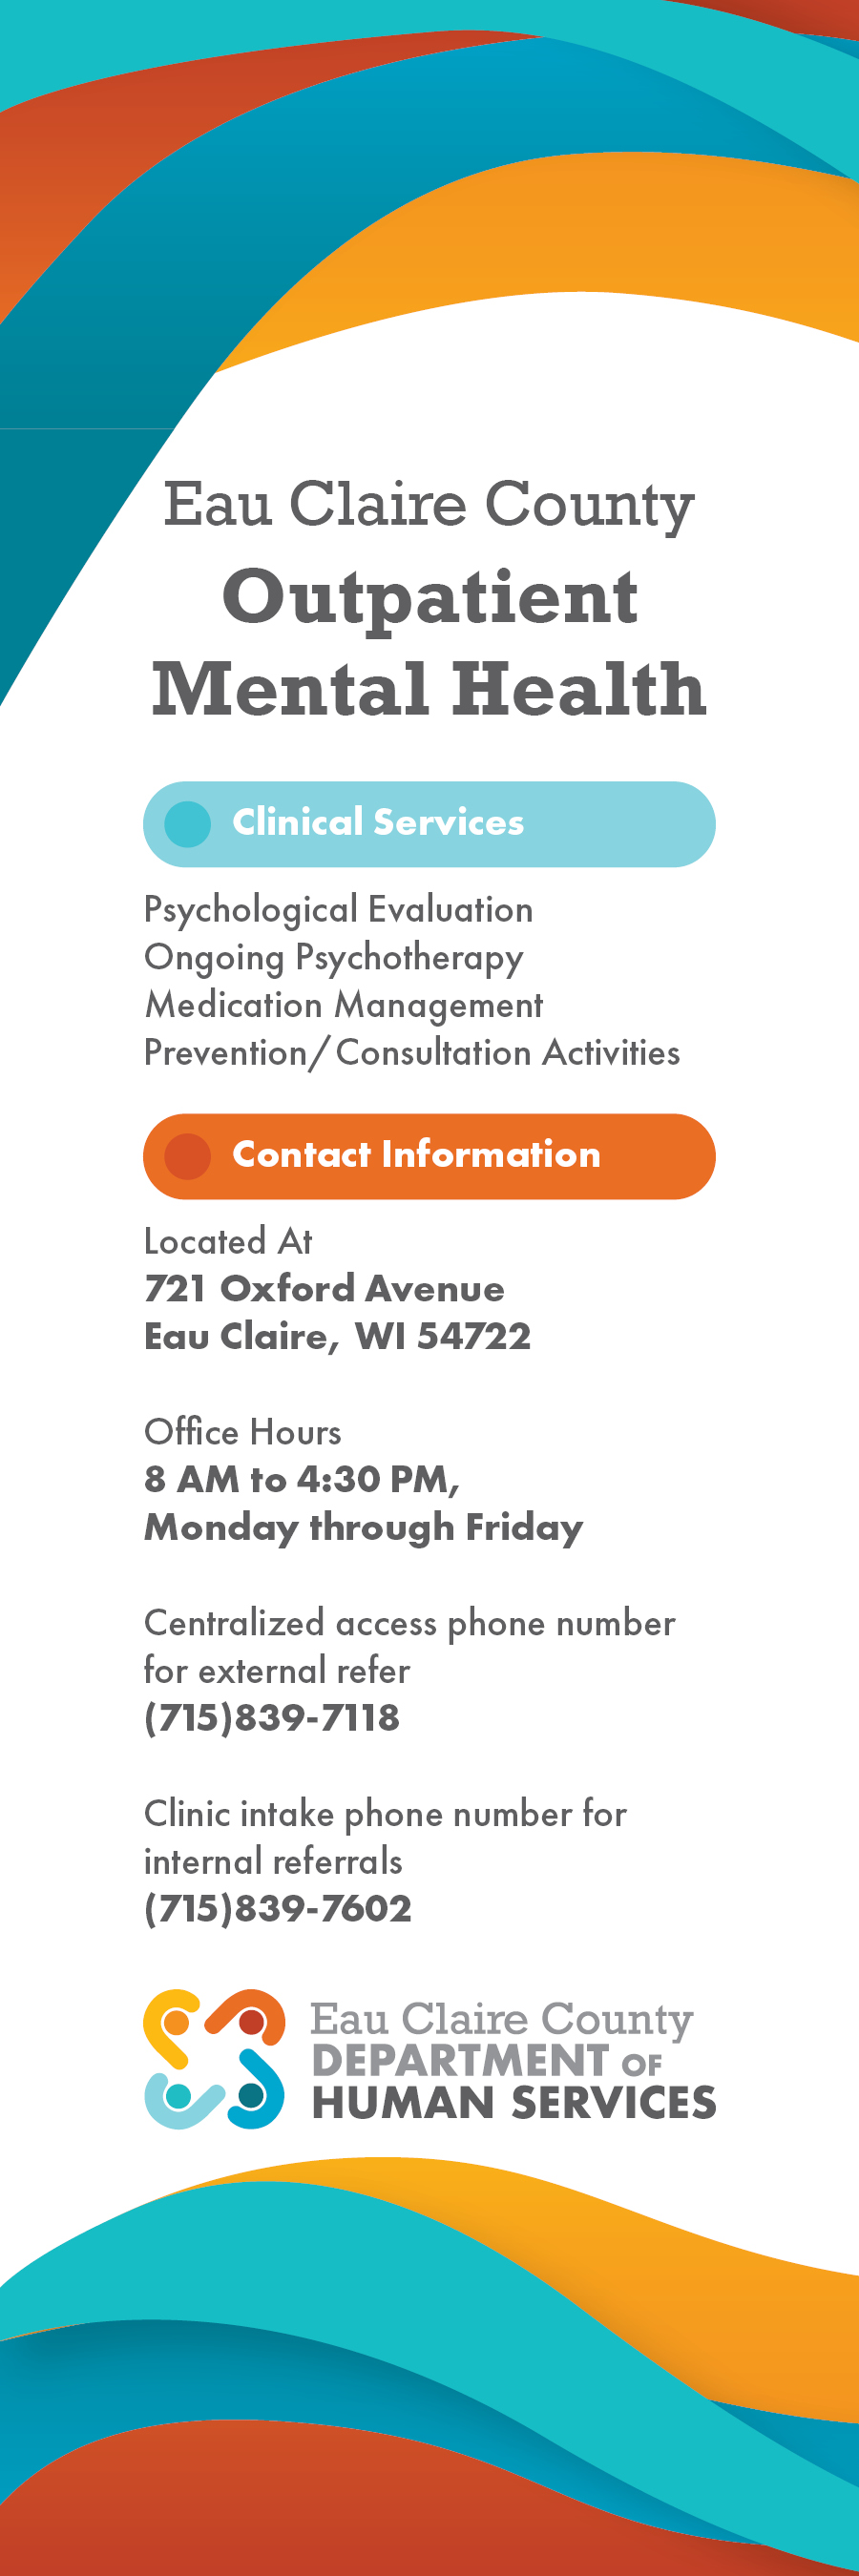 Eau Claire County
Outpatient
Mental Health
Clinical Services
Psychological Evaluation
Ongoing Psychotherapy
Medication Management
Prevention/Consultation Activities
Contact Information
Located At
721 Oxford Avenue
Eau Claire, WI 54722
Office Hours
8 AM to 4:30 PM,
Monday through Friday
Centralized access phone number
for external refer
(715)839-7118
Clinic intake phone number for
internal referrals
(715)839-7602
Eau Claire County
DEPARTMENT OF
HUMAN SERVICES